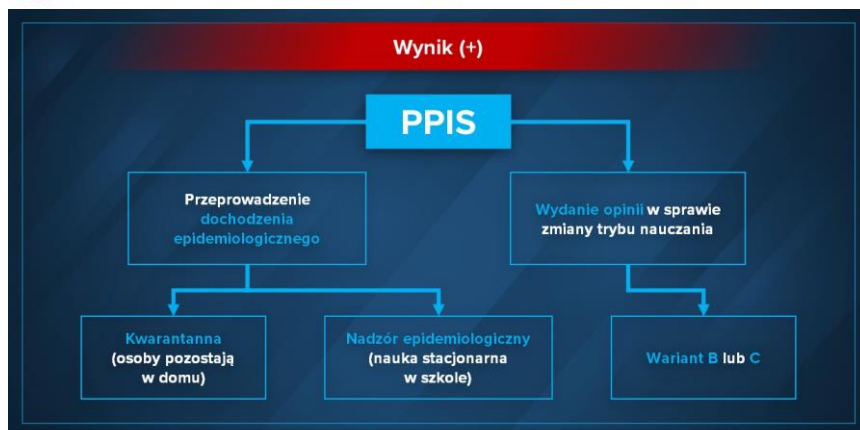 Wynik (+)
PPIS
Przeprowadzenie
dochodzenia
epidemiologicznego
Wydanie opinii w sprawie
zmiany trybu nauczania
Kwarantanna
(osoby pozostają
w domu)
Nadzór epidemiologiczny
(nauka stacjonarna
w szkole)
Wariant B lub C